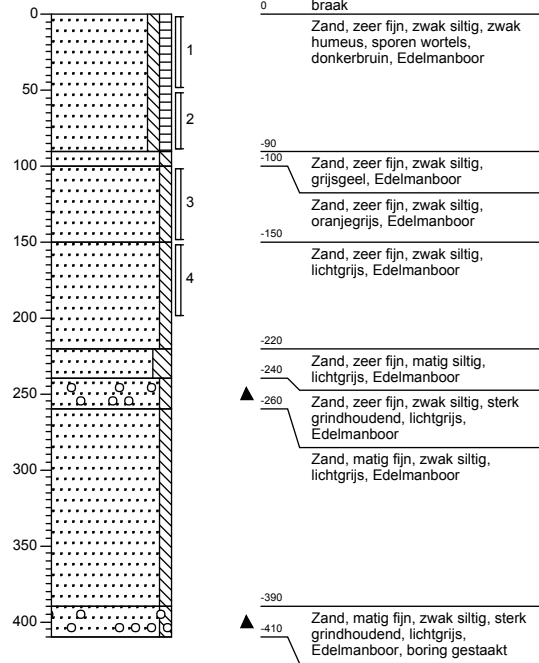 0
50
100
150
200
250
300
350
400
1
2
3
4
0 braak
Zand, zeer fijn, zwak siltig, zwak
humeus, sporen wortels,
donkerbruin, Edelmanboor
-90
Zand, zeer fijn, zwak siltig,
grijsgeel, Edelmanboor
-100
Zand, zeer fijn, zwak siltig,
oranjegrijs, Edelmanboor
-150
Zand, zeer fijn, zwak siltig,
lichtgrijs, Edelmanboor
-220
Zand, zeer fijn, matig siltig,
lichtgrijs, Edelmanboor
-240
Zand, zeer fijn, zwak siltig, sterk
grindhoudend, lichtgrijs,
Edelmanboor
-260
Zand, matig fijn, zwak siltig,
lichtgrijs, Edelmanboor
-390
Zand, matig fijn, zwak siltig, sterk
grindhoudend, lichtgrijs,
Edelmanboor, boring gestaakt
-410